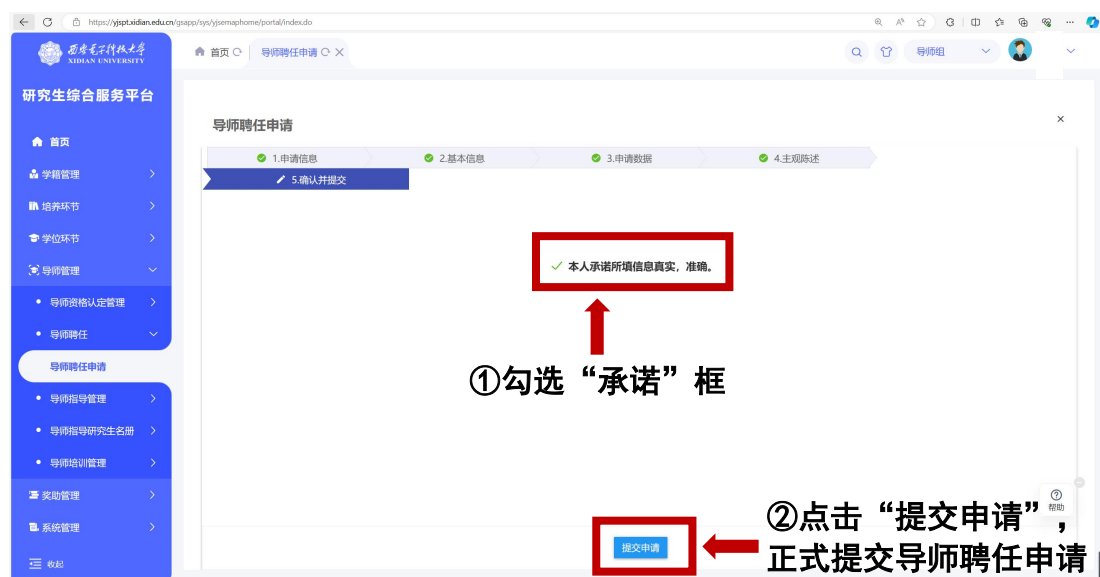 https://yjspt.xidian.edu.cn/gsapp/sys/yjsemaphome/portal/index.do
西安电子科技大学
XIDIAN UNIVERSITY
首页
导师聘任申请
导师组
研究生综合服务平台
首页
学籍管理
培养环节
学位环节
导师管理
导师资格认定管理
导师聘任
导师聘任申请
导师指导管理
导师指导研究生名册
导师培训管理
奖助管理
系统管理
收起
导师聘任申请
1.申请信息
2.基本信息
3.申请数据
4.主观陈述
5.确认并提交
本人承诺所填信息真实，准确。
①勾选“承诺”框
帮助
提交申请
②点击“提交申请”，
正式提交导师聘任申请